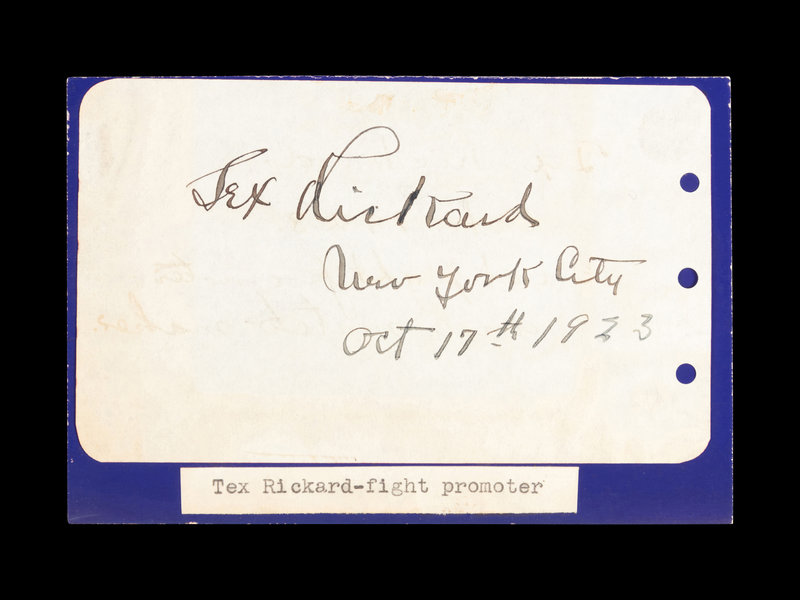 Tex Rickard
New York City
Oct 17th 1923
Tex Rickard-fight promoter